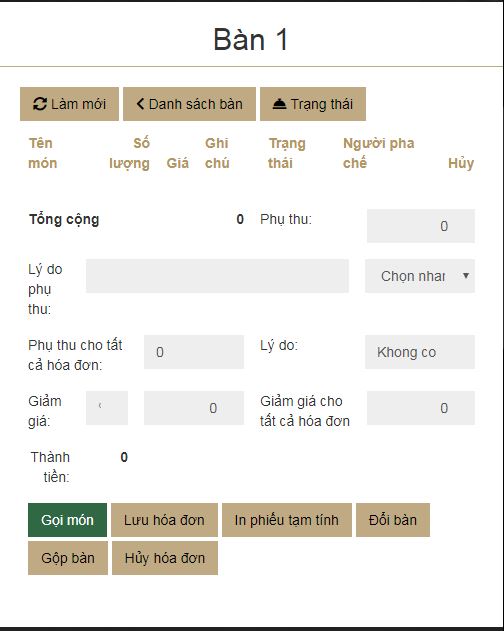 Bàn 1
Làm mới Danh sách bàn Trạng thái
Tên món Số lượng Giá Ghi chú Trạng thái Người pha chế Hủy
Tổng cộng 0 Phụ thu: 0
Lý do phụ thu: Chọn nhan
Phụ thu cho tất cả hóa đơn: 0 Lý do: Khong co
Giảm giá: 0 Giảm giá cho tất cả hóa đơn 0
Thành tiền: 0
Gọi món Lưu hóa đơn In phiếu tạm tính Đổi bàn
Gộp bàn Hủy hóa đơn